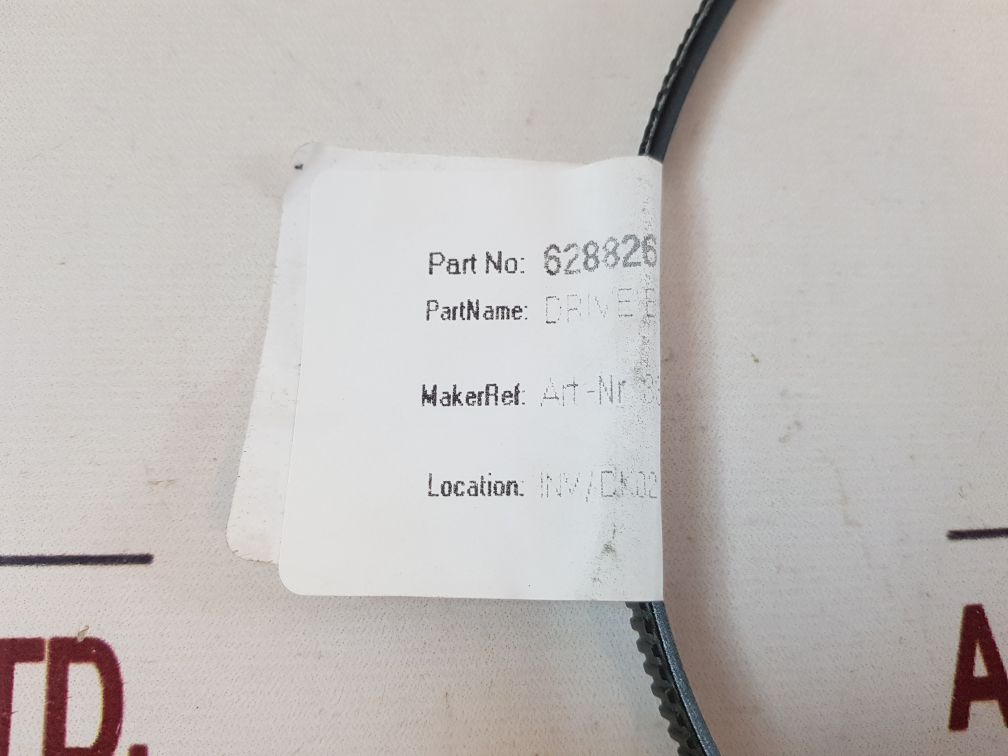 Part No: 628826
PartName: DRIVE B
MakerRef: Art-Nr 
Location: INV/DK02
TD.
A